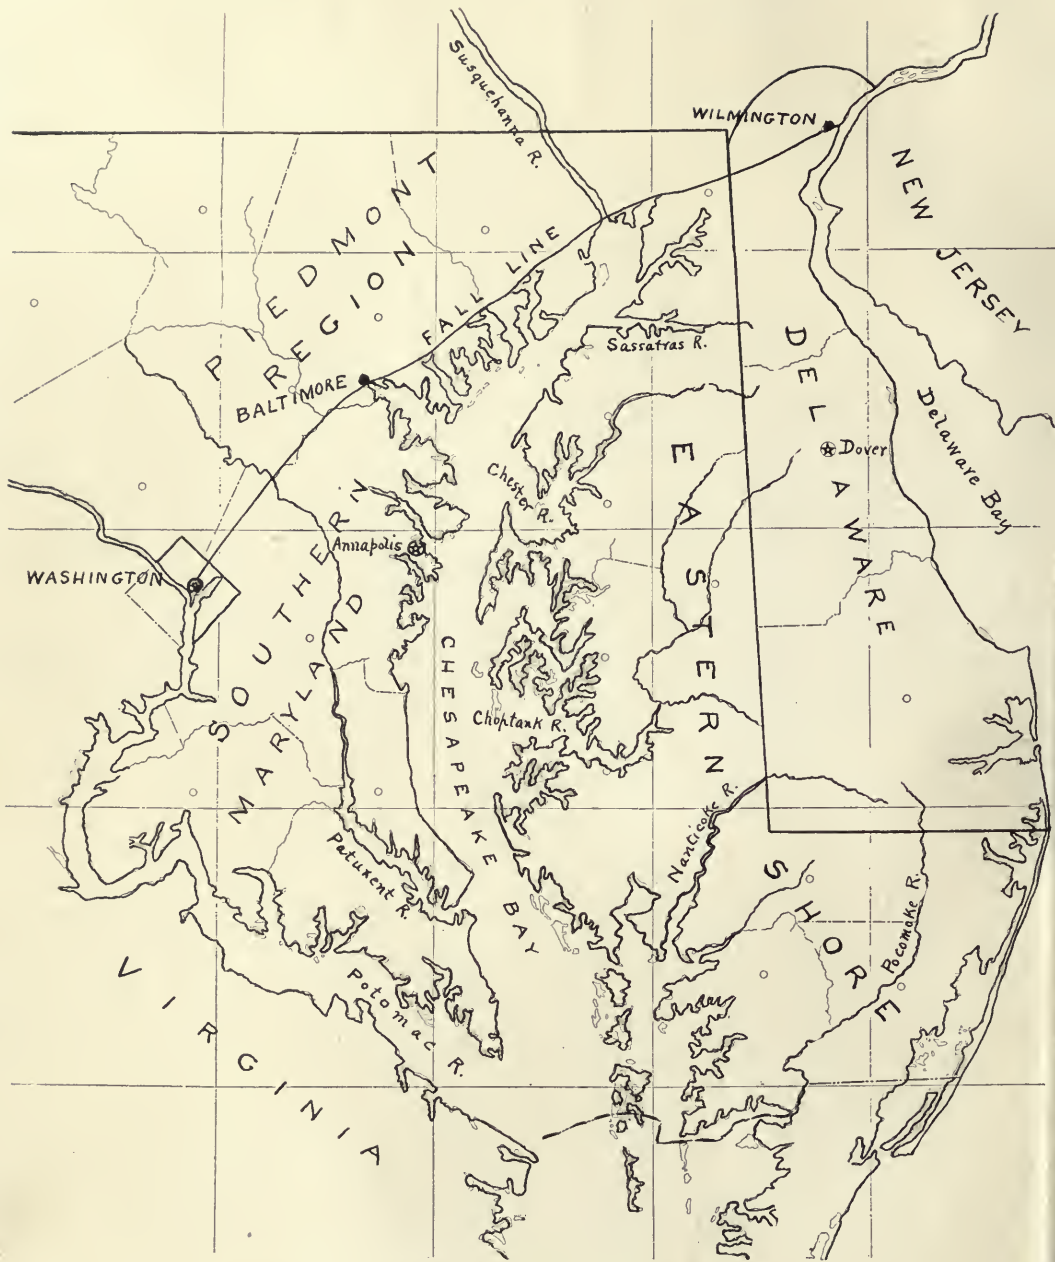 Susquehanna R.
WILMINGTON
NEW JERSEY
PIEDMONT
REGION
FALL LINE
Sassatras R.
BALTIMORE
DELAWARE
Dover
Delaware Bay
EASTERN SHORE
Chester
R.
Annapolis
WASHINGTON
SOUTHERN
MARYLAND
CHESAPEAKE BAY
Choptank R.
Nanticoke R.
Patuxent R.
Pocomoke R.
Potomac R.
VIRGINIA